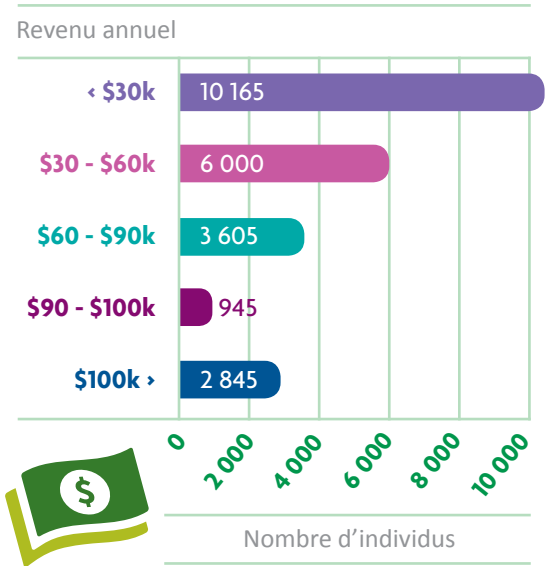 Revenu annuel
‹ $30k 10 165
$30 - $60k 6 000
$60 - $90k 3 605
$90 - $100k 945
$100k › 2 845
0 2 000 4 000 6 000 8 000 10 000
$
Nombre d’individus